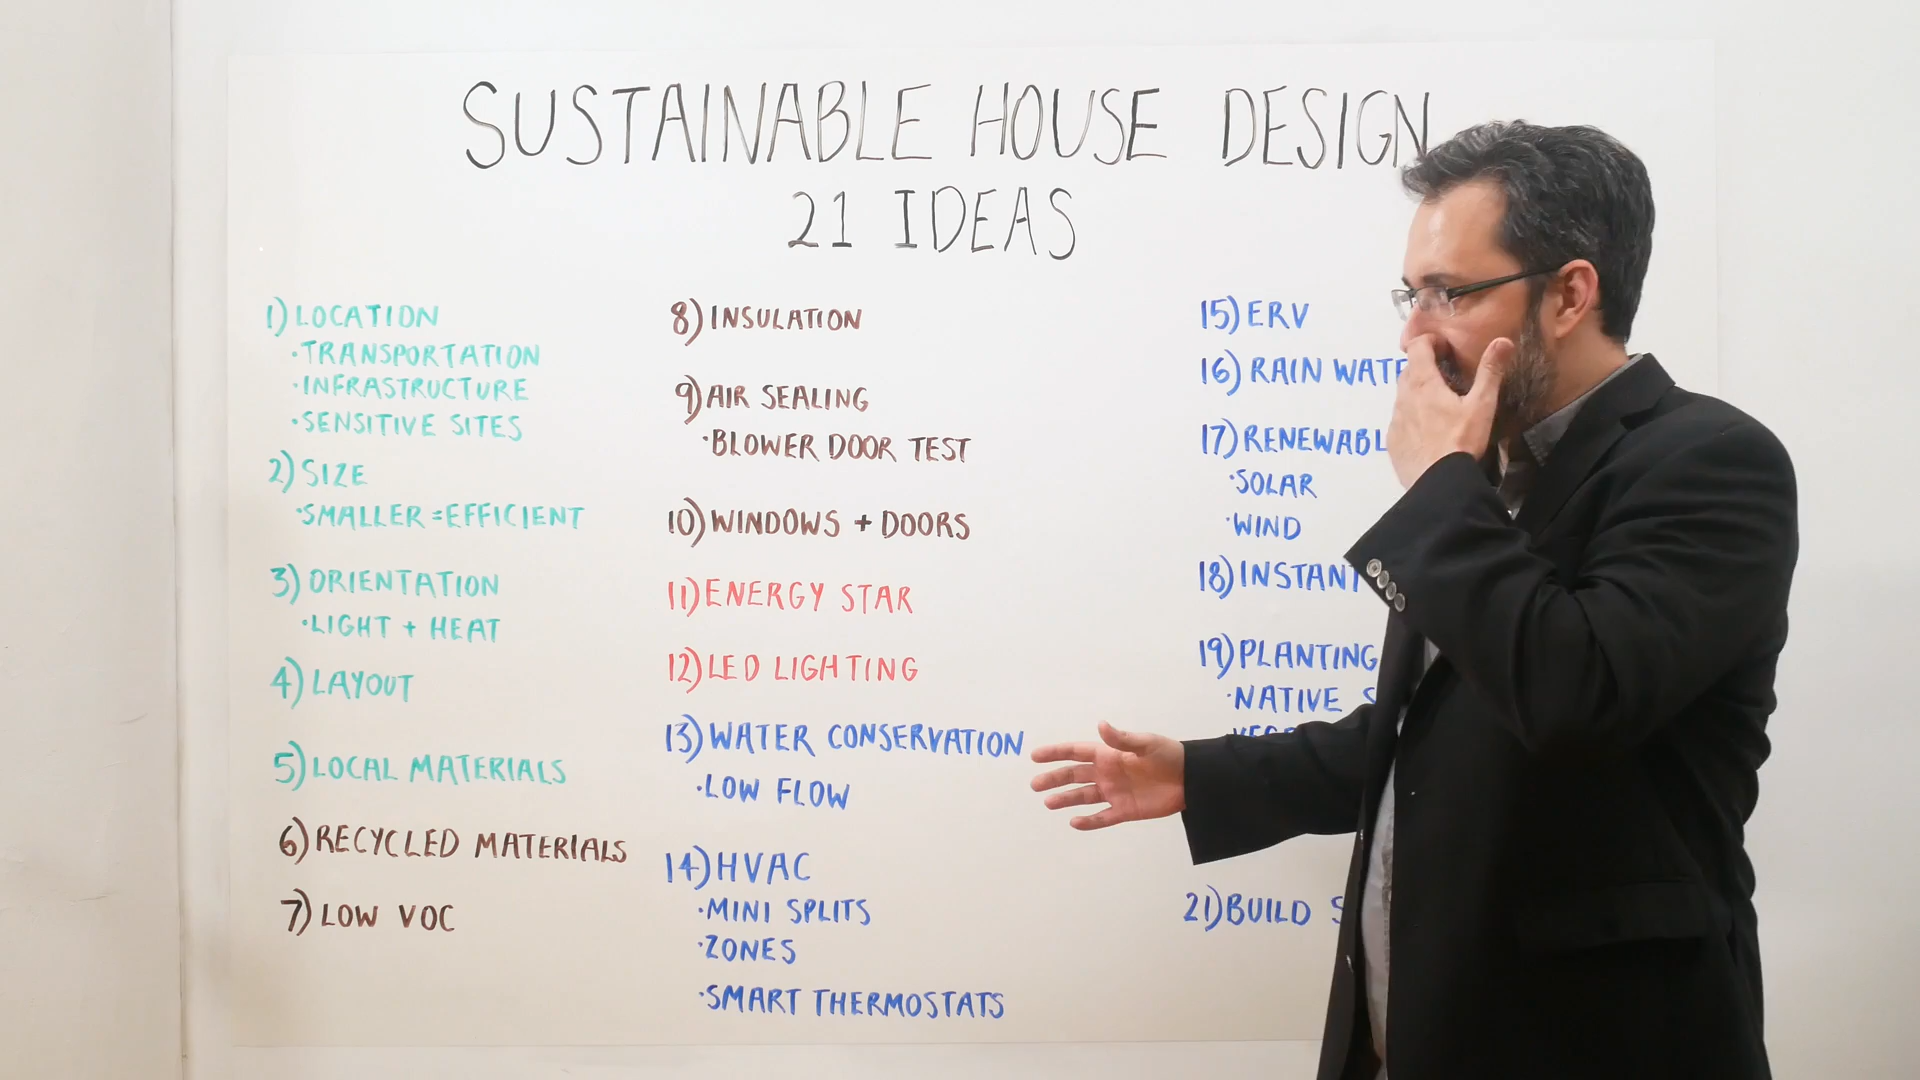 SUSTAINABLE HOUSE DESIGN
21 IDEAS
1) LOCATION
·TRANSPORTATION
·INFRASTRUCTURE
·SENSITIVE SITES
2) SIZE
·SMALLER = EFFICIENT
3) ORIENTATION
·LIGHT + HEAT
4) LAYOUT
5) LOCAL MATERIALS
6) RECYCLED MATERIALS
7) LOW VOC
8) INSULATION
9) AIR SEALING
·BLOWER DOOR TEST
10) WINDOWS + DOORS
11) ENERGY STAR
12) LED LIGHTING
13) WATER CONSERVATION
·LOW FLOW
14) HVAC
·MINI SPLITS
·ZONES
·SMART THERMOSTATS
15) ERV
16) RAIN
17)
·SOLAR
·WIND
18) INSTANT
19) PLANTING
·NATIVE
21) BUILD